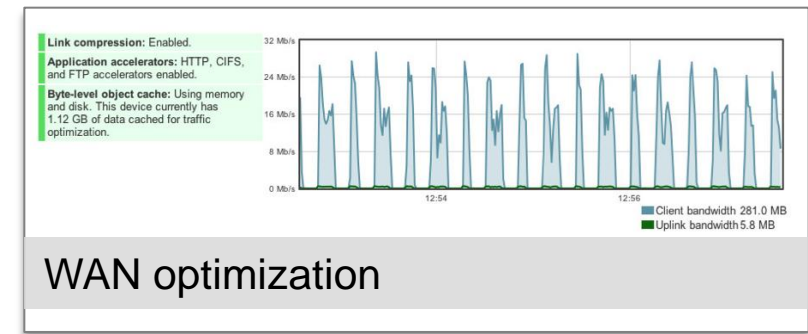 Link compression: Enabled.
Application accelerators: HTTP, CIFS,
and FTP accelerators enabled.
Byte-level object cache: Using memory
and disk. This device currently has
1.12 GB of data cached for traffic
optimization.
32 Mb/s
24 Mb/s
16 Mb/s
8 Mb/s
0 Mb/s
12:54
12:56
Client bandwidth 281.0 MB
Uplink bandwidth 5.8 MB
WAN optimization